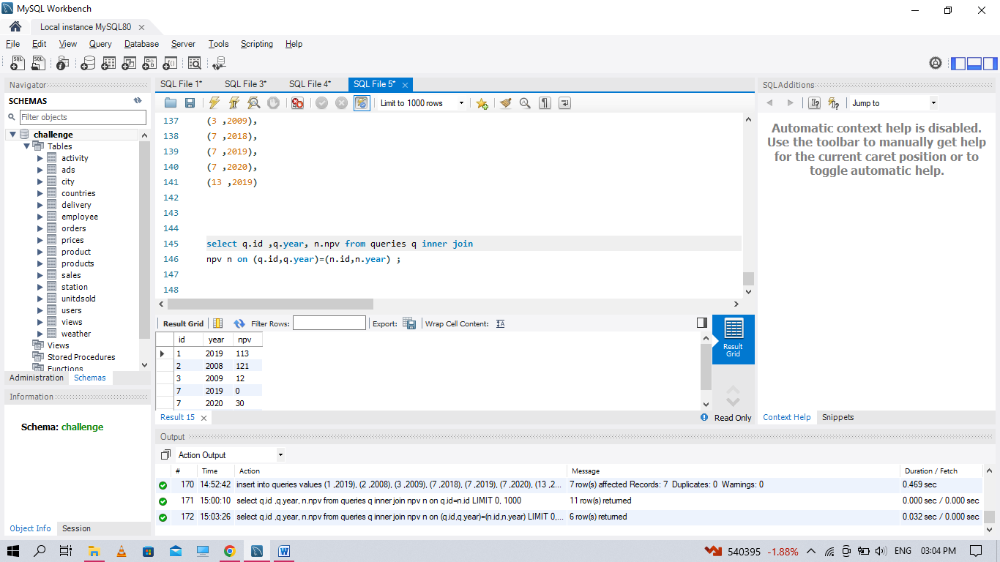 MySQL Workbench
Local instance MySQL80
File Edit View Query Database Server Tools Scripting Help
Navigator
SCHEMAS
Filter objects
challenge
Tables
activity
ads
city
countries
delivery
employee
orders
prices
product
products
sales
station
unitdsold
users
views
weather
Views
Stored Procedures
Functions
Administration Schemas
Information
Schema: challenge
Object Info Session
SQL File 1* SQL File 3* SQL File 4* SQL File 5*
Limit to 1000 rows
137 (3 ,2009),
138 (7 ,2018),
139 (7 ,2019),
140 (7 ,2020),
141 (13 ,2019)
142
143
144
145 select q.id ,q.year, n.npv from queries q inner join
146 npv n on (q.id,q.year)=(n.id,n.year) ;
147
148
Result Grid Filter Rows: Export: Wrap Cell Content:
id year npv
1 2019 113
2 2008 121
3 2009 12
7 2019 0
7 2020 30
Result Grid
Result 15
Read Only
SQLAdditions
Jump to
Automatic context help is disabled.
Use the toolbar to manually get help
for the current caret position or to
toggle automatic help.
Context Help Snippets
Output
Action Output
# Time Action Message Duration / Fetch
170 14:52:42 insert into queries values (1 ,2019), (2 ,2008), (3 ,2009), (7 ,2018), (7 ,2019), (7 ,2020), (13 ,2... 7 row(s) affected Records: 7 Duplicates: 0 Warnings: 0 0.469 sec
171 15:00:10 select q.id ,q.year, n.npv from queries q inner join npv n on q.id=n.id LIMIT 0, 1000 11 row(s) returned 0.000 sec / 0.000 sec
172 15:03:26 select q.id ,q.year, n.npv from queries q inner join npv n on (q.id,q.year)=(n.id,n.year) LIMIT 0,... 6 row(s) returned 0.032 sec / 0.000 sec
540395 -1.88% ENG 03:04 PM